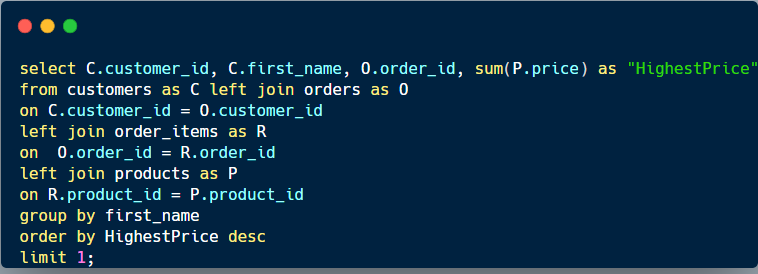 select C.customer_id, C.first_name, O.order_id, sum(P.price) as "HighestPrice"
from customers as C left join orders as O
on C.customer_id = O.customer_id
left join order_items as R
on  O.order_id = R.order_id
left join products as P
on R.product_id = P.product_id
group by first_name
order by HighestPrice desc
limit 1;